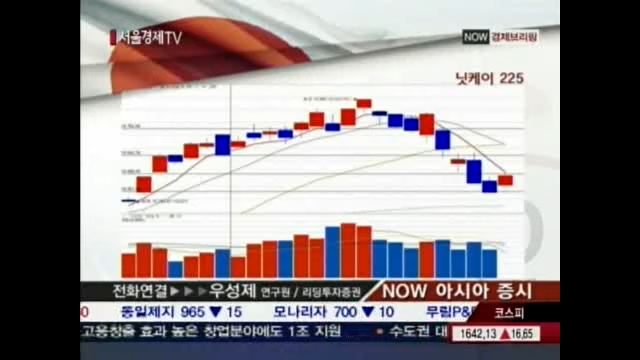 서울경제TV
NOW 경제브리핑
닛케이 225
전화연결 ▶▶▶ 우성제 연구원 / 리딩투자증권
NOW 아시아 증시
동일제지 965 ▼ 15 모나리자 700 ▼ 10 무림P&
코스피
1642,13 ▲ 16,65
고용창출 효과 높은 창업분야에도 1조 지원 • 수도권 대